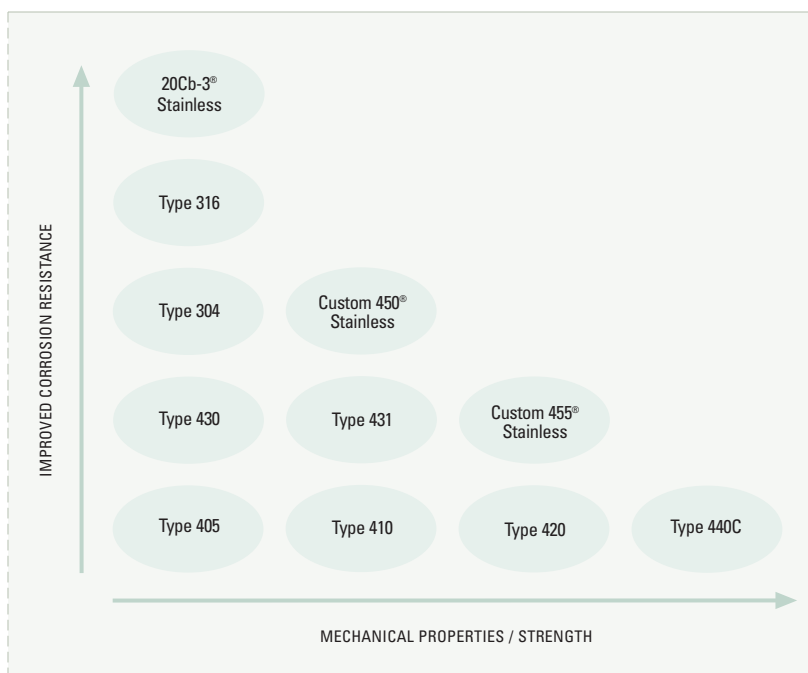 20Cb-3®
Stainless
Type 316
Type 304
Custom 450®
Stainless
Type 430
Type 431
Custom 455®
Stainless
Type 405
Type 410
Type 420
Type 440C
IMPROVED CORROSION RESISTANCE
MECHANICAL PROPERTIES / STRENGTH